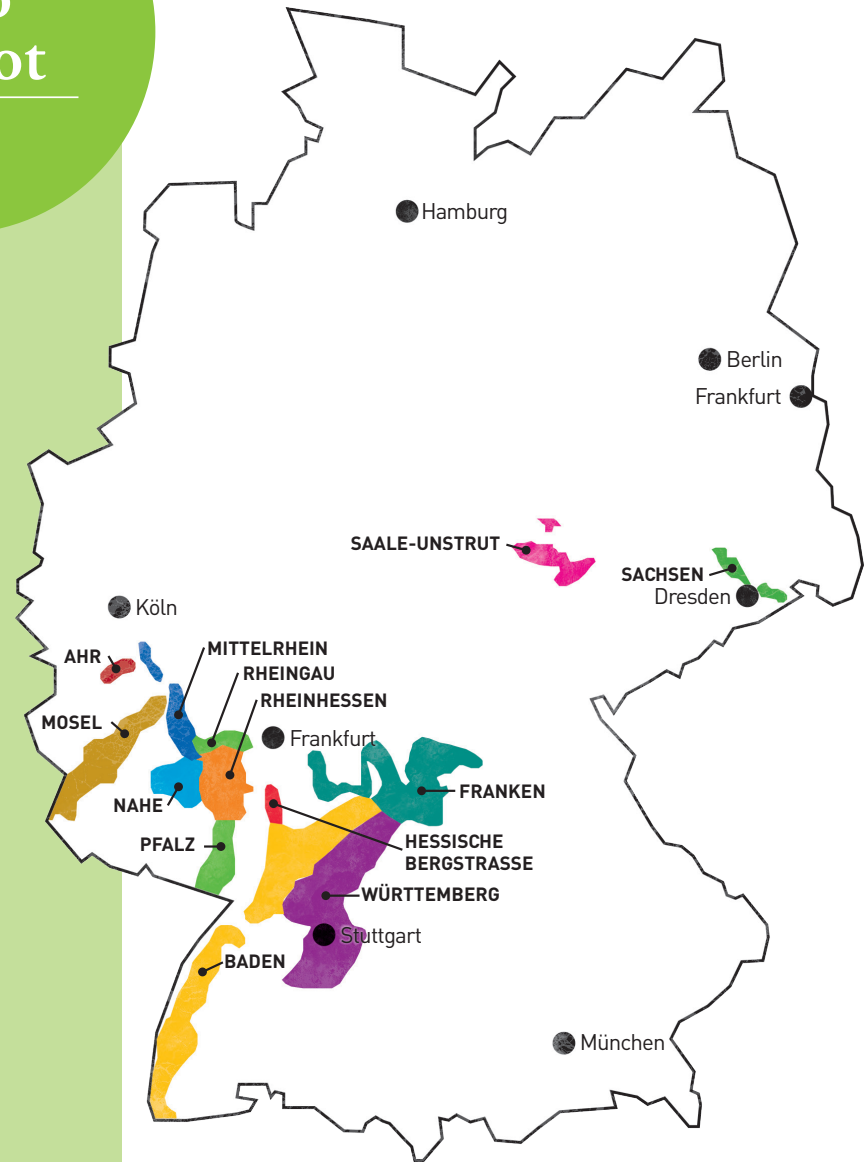 ot
Hamburg
Berlin
Frankfurt
SAALE-UNSTRUT
SACHSEN
Dresden
Köln
MITTELRHEIN
AHR
RHEINGAU
RHEINHESSEN
MOSEL
Frankfurt
NAHE
FRANKEN
PFALZ
HESSISCHE
BERGSTRASSE
WÜRTTEMBERG
Stuttgart
BADEN
München